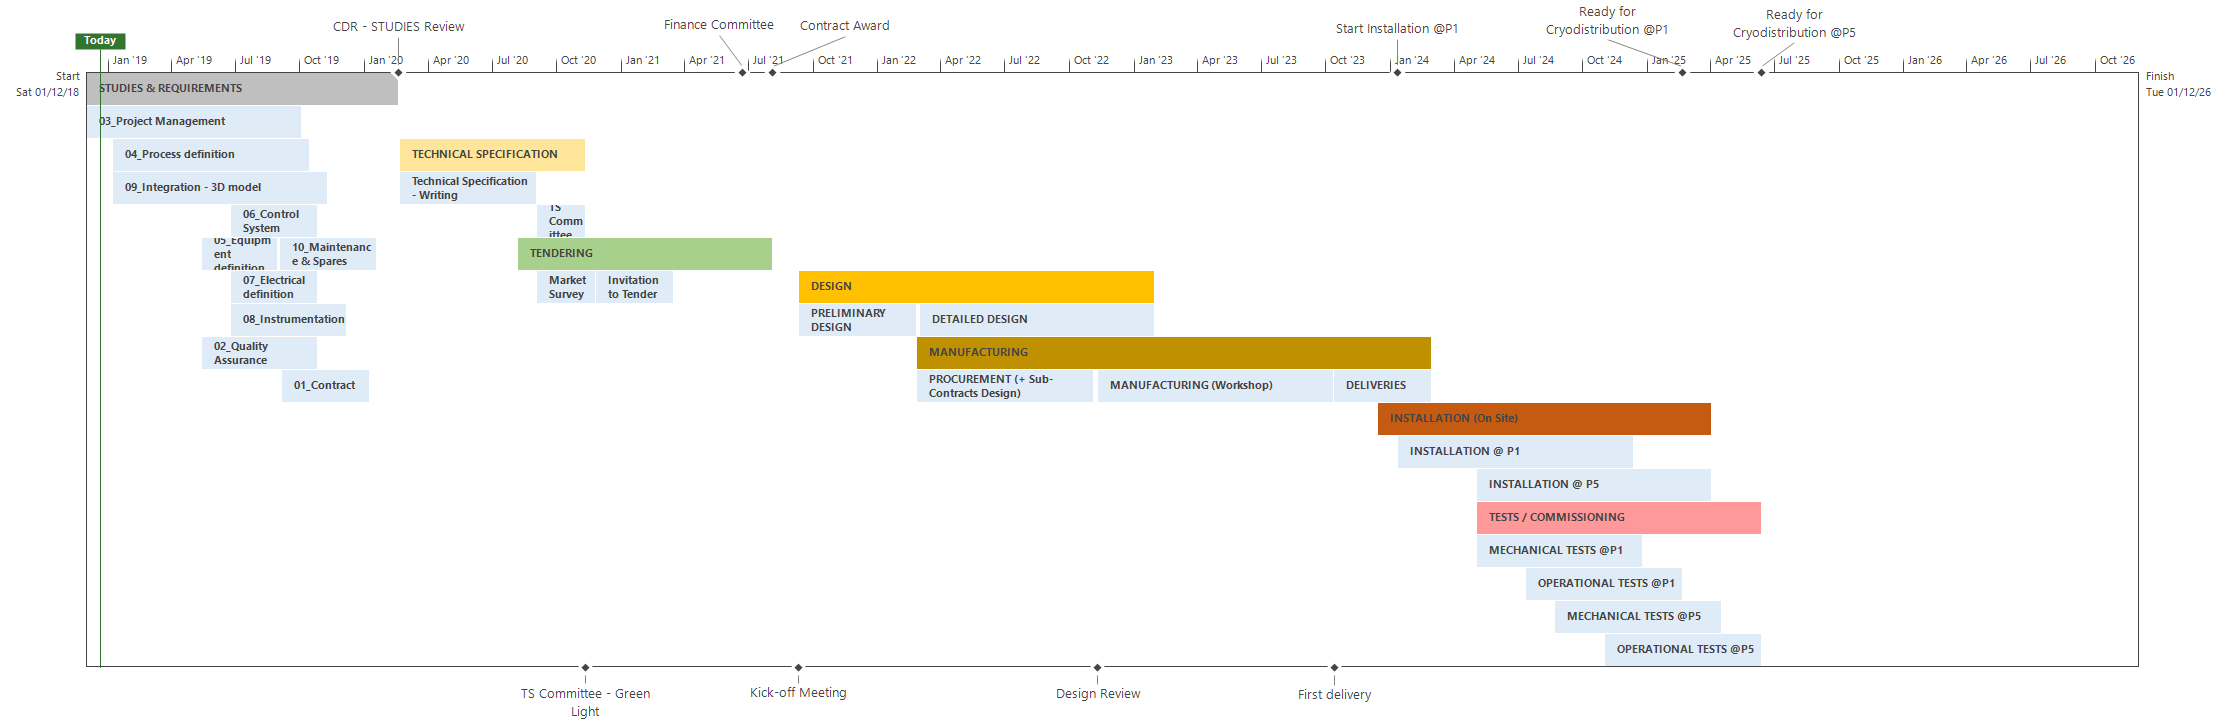 CDR - STUDIES Review
Finance Committee
Contract Award
Start Installation @P1
Ready for
Cryodistribution @P1
Ready for
Cryodistribution @P5
Today
Jan '19
Apr '19
Jul '19
Oct '19
Jan '20
Apr '20
Jul '20
Oct '20
Jan '21
Apr '21
Jul '21
Oct '21
Jan '22
Apr '22
Jul '22
Oct '22
Jan '23
Apr '23
Jul '23
Oct '23
Jan '24
Apr '24
Jul '24
Oct '24
Jan '25
Apr '25
Jul '25
Oct '25
Jan '26
Apr '26
Jul '26
Oct '26
Start
Sat 01/12/18
Finish
Tue 01/12/26
STUDIES & REQUIREMENTS
03_Project Management
04_Process definition
TECHNICAL SPECIFICATION
09_Integration - 3D model
Technical Specification
- Writing
06_Control
System
TS
Comm
ittee
05_Equipm
ent
definition
10_Maintenanc
e & Spares
TENDERING
07_Electrical
definition
Market
Survey
Invitation
to Tender
DESIGN
08_Instrumentation
PRELIMINARY
DESIGN
DETAILED DESIGN
02_Quality
Assurance
MANUFACTURING
01_Contract
PROCUREMENT (+ Sub-
Contracts Design)
MANUFACTURING (Workshop)
DELIVERIES
INSTALLATION (On Site)
INSTALLATION @ P1
INSTALLATION @ P5
TESTS / COMMISSIONING
MECHANICAL TESTS @P1
OPERATIONAL TESTS @P1
MECHANICAL TESTS @P5
OPERATIONAL TESTS @P5
TS Committee - Green
Light
Kick-off Meeting
Design Review
First delivery